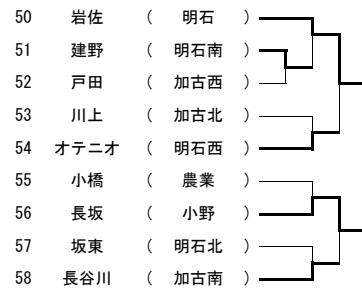 50 岩佐 ( 明石 )
51 建野 ( 明石南 )
52 戸田 ( 加古西 )
53 川上 ( 加古北 )
54 オテニオ ( 明石西 )
55 小橋 ( 農業 )
56 長坂 ( 小野 )
57 坂東 ( 明石北 )
58 長谷川 ( 加古南 )